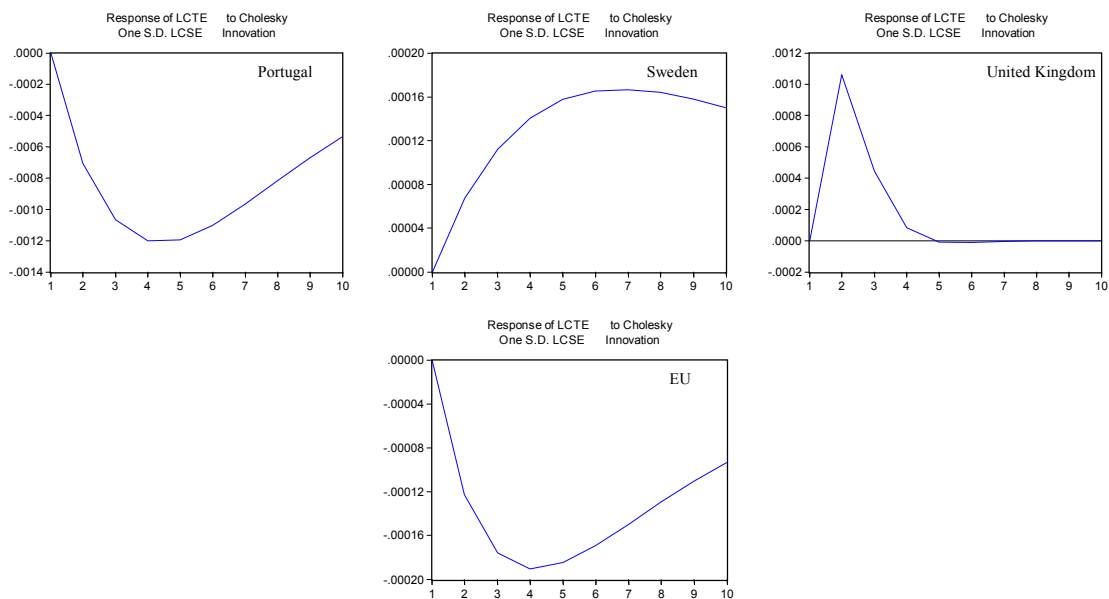 Response of LCTE to Cholesky
One S.D. LCSE Innovation
.0000
-.0002
-.0004
-.0006
-.0008
-.0010
-.0012
-.0014
1 2 3 4 5 6 7 8 9 10
Portugal
Response of LCTE to Cholesky
One S.D. LCSE Innovation
.00020
.00016
.00012
.00008
.00004
.00000
1 2 3 4 5 6 7 8 9 10
Sweden
Response of LCTE to Cholesky
One S.D. LCSE Innovation
.0012
.0010
.0008
.0006
.0004
.0002
.0000
-.0002
1 2 3 4 5 6 7 8 9 10
United Kingdom
Response of LCTE to Cholesky
One S.D. LCSE Innovation
.00000
-.00004
-.00008
-.00012
-.00016
-.00020
1 2 3 4 5 6 7 8 9 10
EU